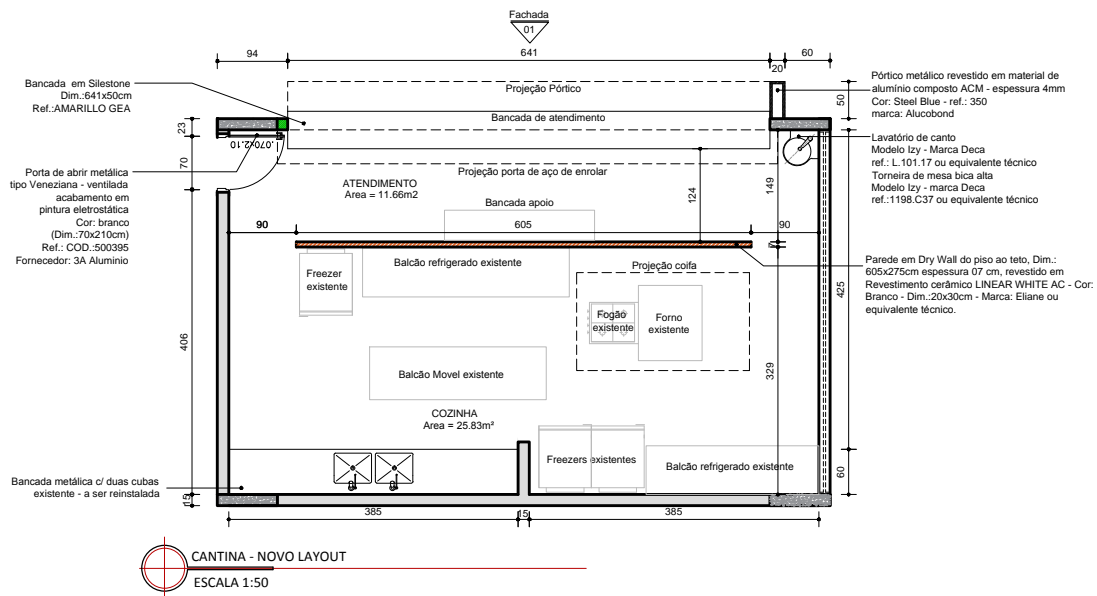 Fachada
01
94
641
20
60
50
Bancada em Silestone
Dim.:641x50cm
Ref.:AMARILLO GEA
Projeção Pórtico
Bancada de atendimento
Pórtico metálico revestido em material de
alumínio composto ACM - espessura 4mm
Cor: Steel Blue - ref.: 350
marca: Alucobond
23
70
.070x2.10
Lavatório de canto
Modelo Izy - Marca Deca
ref.: L.101.17 ou equivalente técnico
Torneira de mesa bica alta
Modelo Izy - marca Deca
ref.:1198.C37 ou equivalente técnico
Porta de abrir metálica
tipo Veneziana - ventilada
acabamento em
pintura eletrostática
Cor: branco
(Dim.:70x210cm)
Ref.: COD.:500395
Fornecedor: 3A Aluminio
Projeção porta de aço de enrolar
ATENDIMENTO
Area = 11.66m2
124
149
Bancada apoio
90
605
90
7
Parede em Dry Wall do piso ao teto, Dim.:
605x275cm espessura 07 cm, revestido em
Revestimento cerâmico LINEAR WHITE AC - Cor:
Branco - Dim.:20x30cm - Marca: Eliane ou
equivalente técnico.
425
Balcão refrigerado existente
Projeção coifa
Freezer
existente
Fogão
existente
Forno
existente
406
329
Balcão Movel existente
COZINHA
Area = 25.83m²
Freezers existentes
Balcão refrigerado existente
60
Bancada metálica c/ duas cubas
existente - a ser reinstalada
15
385
15
385
CANTINA - NOVO LAYOUT
ESCALA 1:50